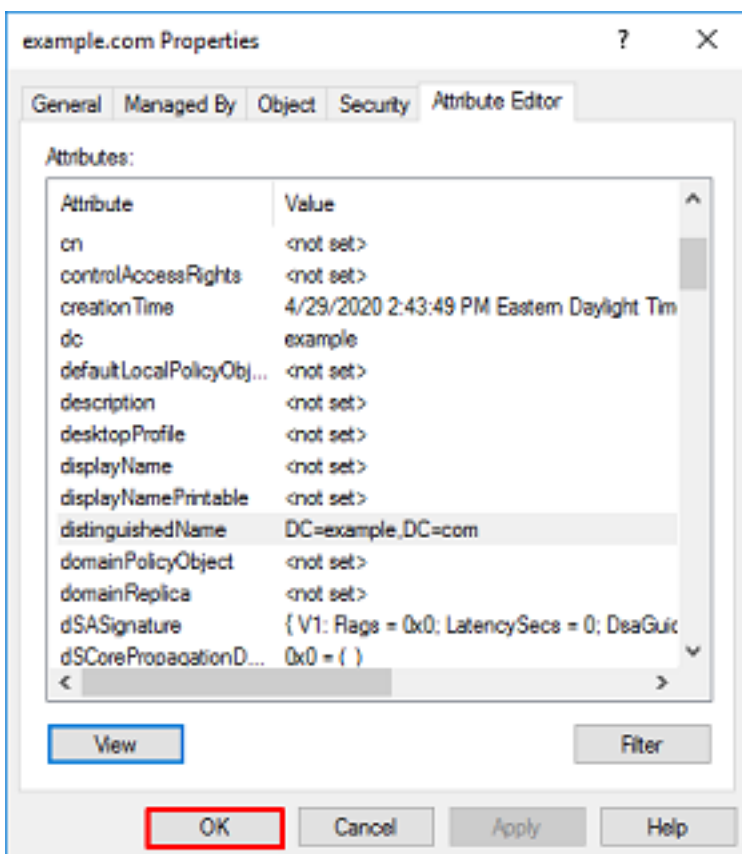 example.com Properties ? ×
General Managed By Object Security Attribute Editor
Attributes:
Attribute Value
cn <not set>
controlAccessRights <not set>
creationTime 4/29/2020 2:43:49 PM Eastern Daylight Tim
dc example
defaultLocalPolicyObj... <not set>
description <not set>
desktopProfile <not set>
displayName <not set>
displayNamePrintable <not set>
distinguishedName DC=example,DC=com
domainPolicyObject <not set>
domainReplica <not set>
dSASignature { V1: Flags = 0x0; LatencySecs = 0; DsaGuid
dSCorePropagationD... 0x0 = ( )
View Filter
OK Cancel Apply Help